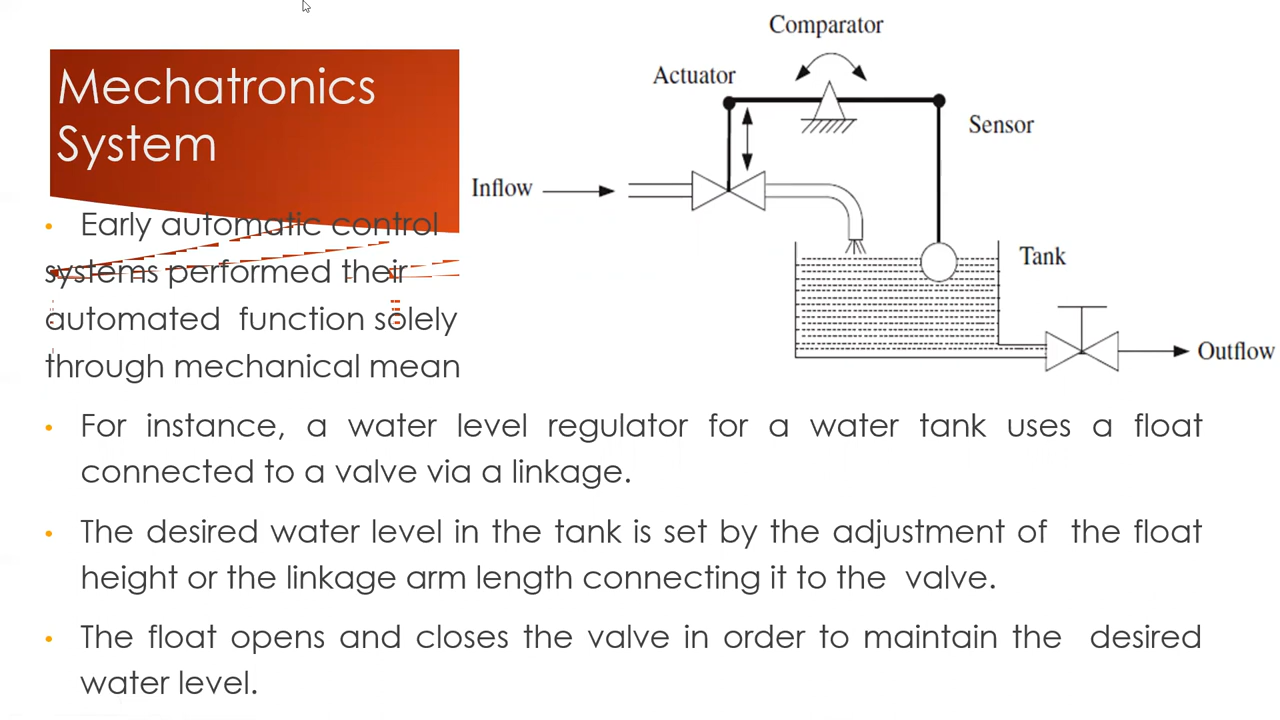 Mechatronics
System
• Early automatic control
systems performed their
automated function solely
through mechanical mean
Comparator
Actuator
Sensor
Inflow
Tank
Outflow
• For instance, a water level regulator for a water tank uses a float
connected to a valve via a linkage.
• The desired water level in the tank is set by the adjustment of the float
height or the linkage arm length connecting it to the valve.
• The float opens and closes the valve in order to maintain the desired
water level.